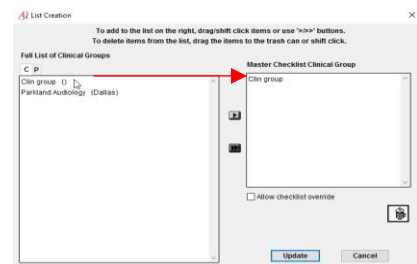 List Creation
To add to the list on the right, drag/shift click items or use '>/>>' buttons.
To delete items from the list, drag the items to the trash can or shift click.
Full List of Clinical Groups
Master Checklist Clinical Group
C P
Clin group ()
Parkland Audiology (Dallas)
Clin group
Allow checklist override
Update
Cancel